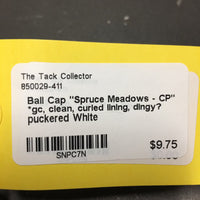 The Tack Collector
850029-411
Ball Cap "Spruce Meadows - CP"
*gc, clean, curled lining, dingy?
puckered White
$9.75
SNPC7N